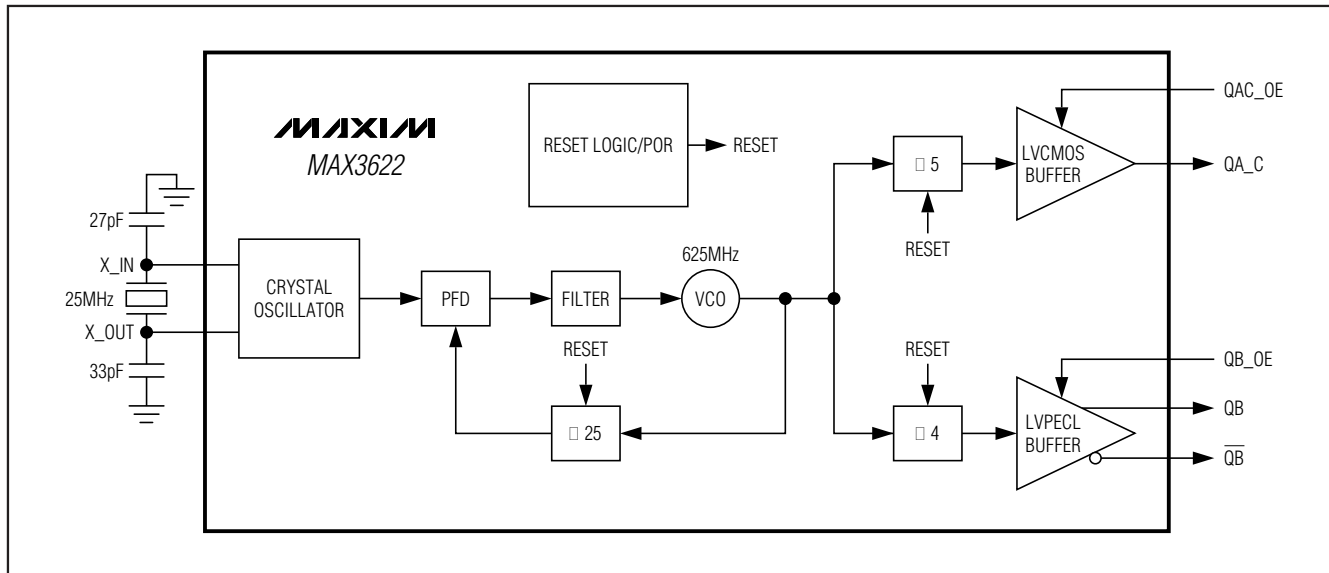 MAXIM
MAX3622
RESET LOGIC/POR
RESET
QAC_OE
LVCMOS
BUFFER
QA_C
□ 5
RESET
27pF
X_IN
25MHz
X_OUT
33pF
CRYSTAL
OSCILLATOR
PFD
FILTER
625MHz
VCO
RESET
□ 25
RESET
□ 4
QB_OE
LVPECL
BUFFER
QB
Q̅B̅